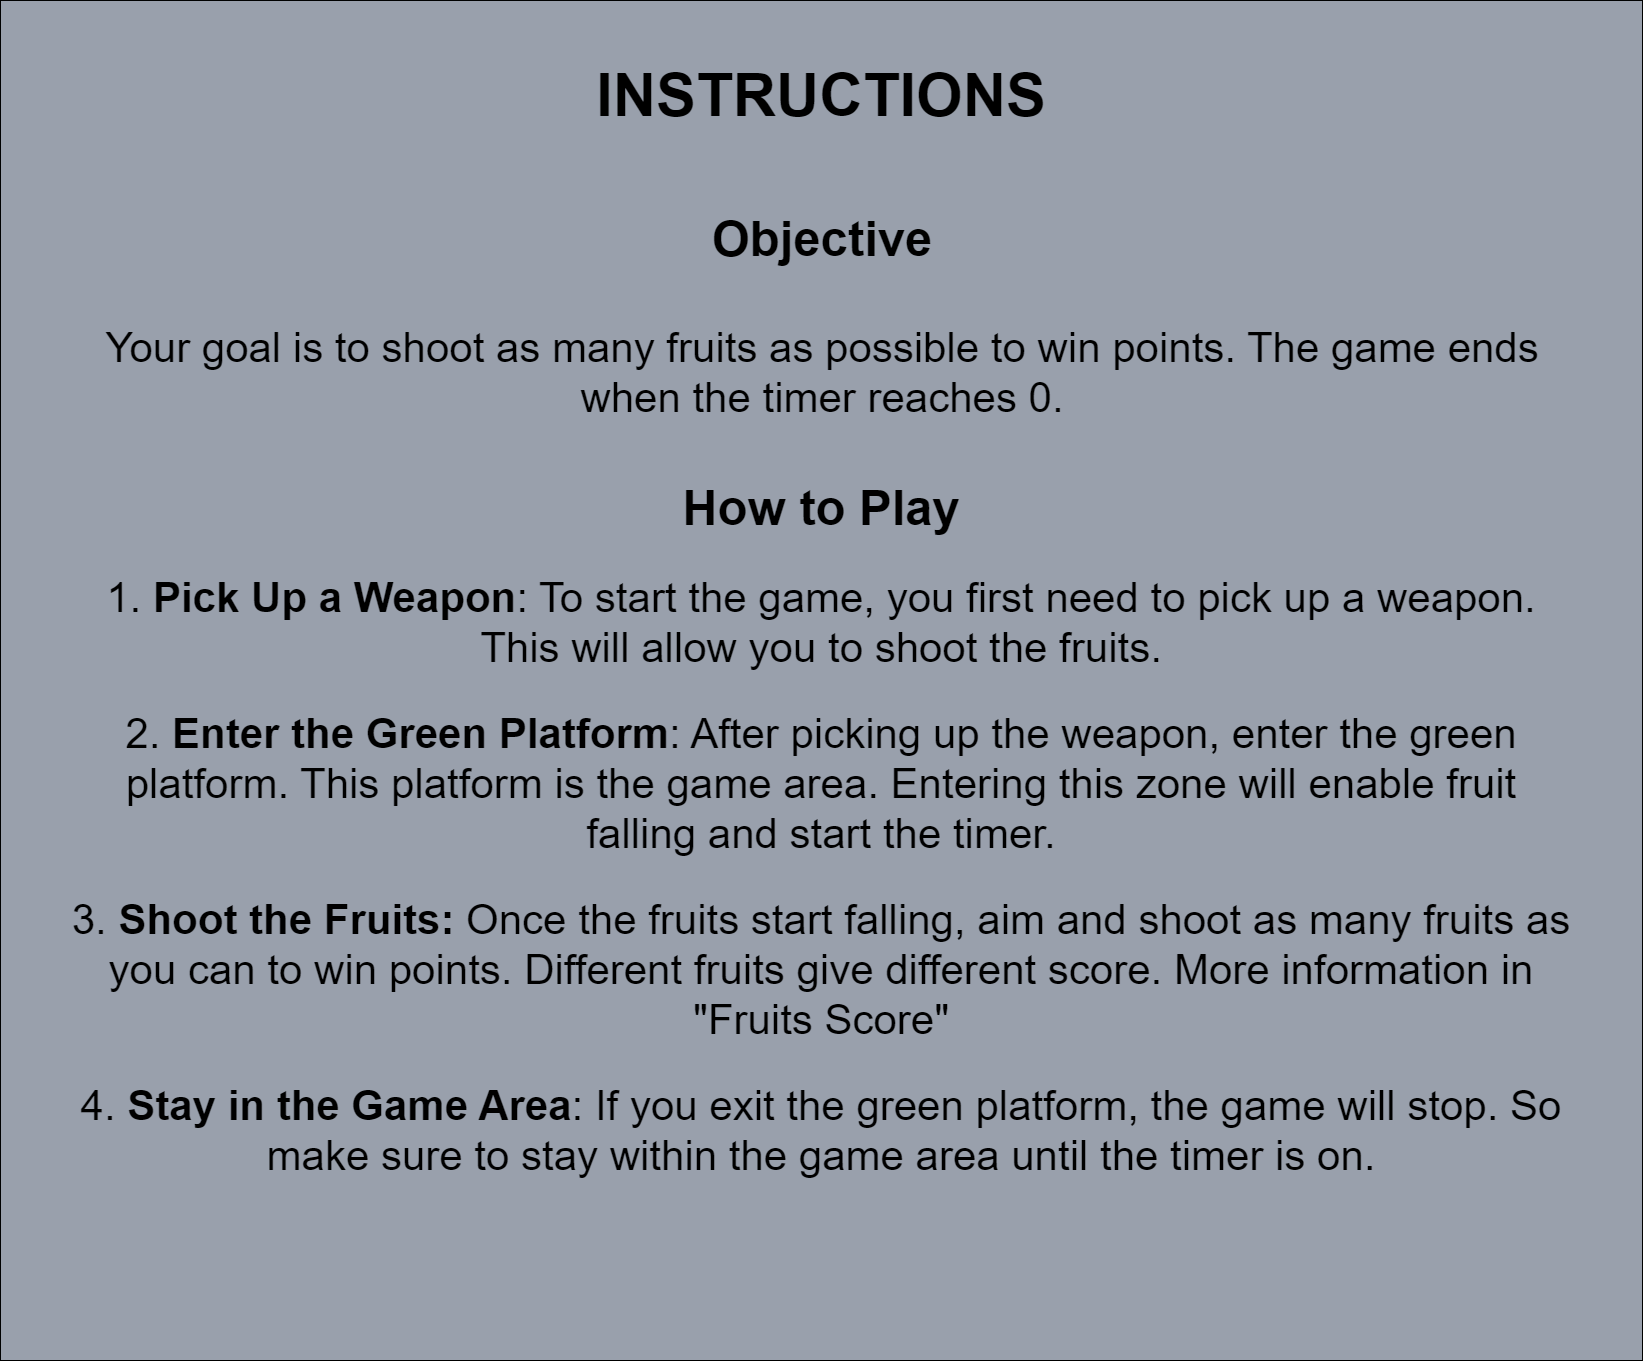 INSTRUCTIONS
Objective
Your goal is to shoot as many fruits as possible to win points. The game ends
when the timer reaches 0.
How to Play
1. Pick Up a Weapon: To start the game, you first need to pick up a weapon.
This will allow you to shoot the fruits.
2. Enter the Green Platform: After picking up the weapon, enter the green
platform. This platform is the game area. Entering this zone will enable fruit
falling and start the timer.
3. Shoot the Fruits: Once the fruits start falling, aim and shoot as many fruits as
you can to win points. Different fruits give different score. More information in
"Fruits Score"
4. Stay in the Game Area: If you exit the green platform, the game will stop. So
make sure to stay within the game area until the timer is on.